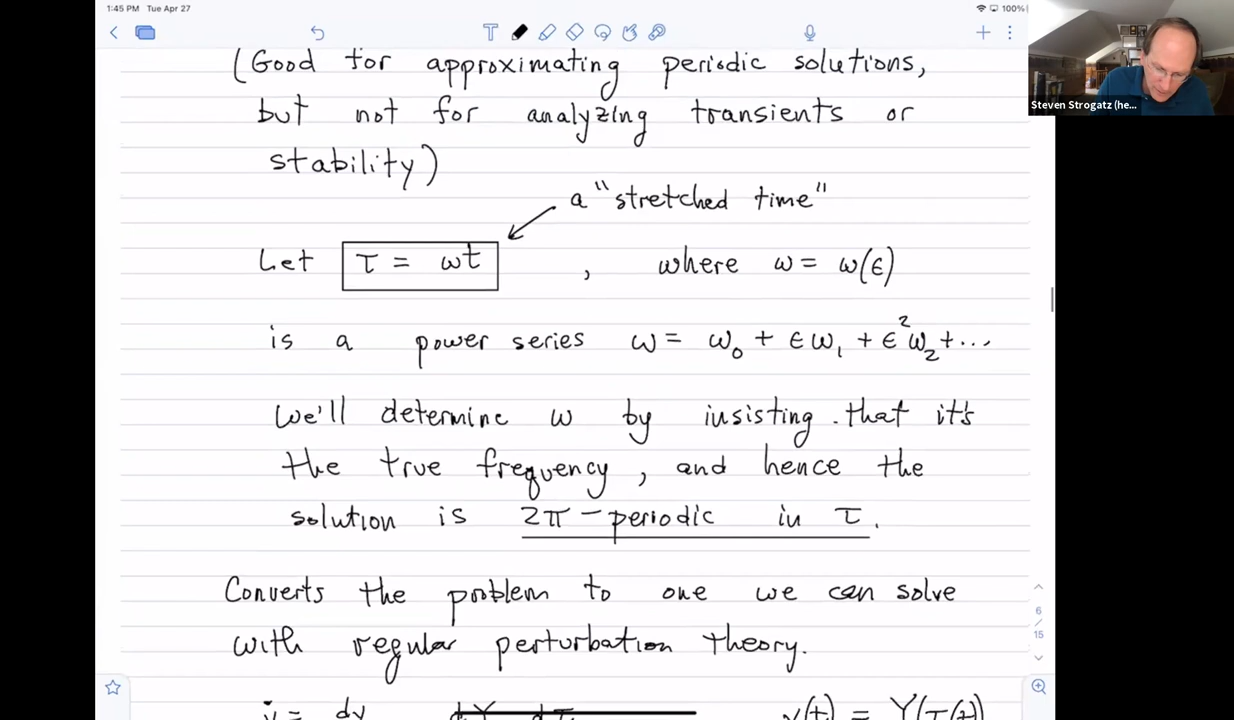 1:45 PM Tue Apr 27
100%
Steven Strogatz (he...
(Good for approximating periodic solutions,
but not for analyzing transients or
stability)
a "stretched time"
Let τ = ωt , where ω = ω(ϵ)
is a power series ω = ω₀ + ϵω₁ + ϵ²ω₂ + ...
We'll determine ω by insisting that it's
the true frequency, and hence the
solution is 2π-periodic in τ.
Converts the problem to one we can solve
with regular perturbation theory.
6
/
15